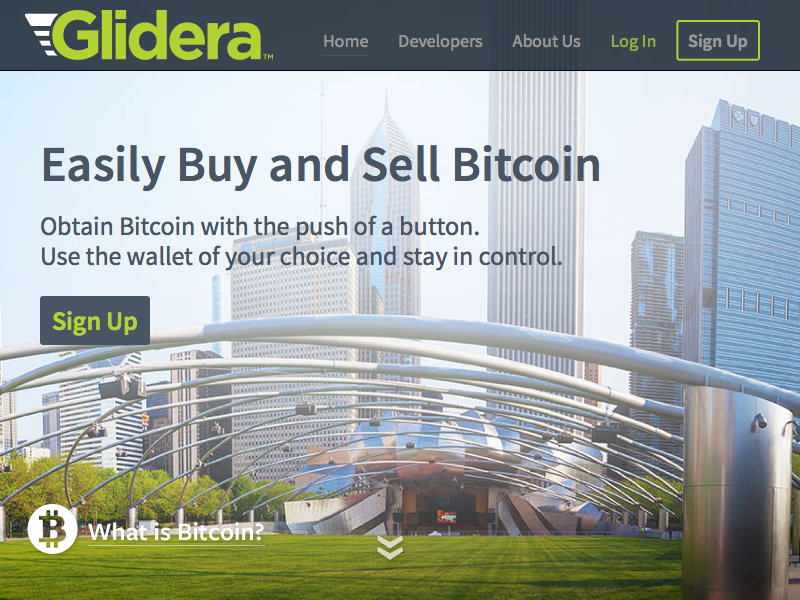 Glidera™
Home Developers About Us Log In Sign Up
Easily Buy and Sell Bitcoin
Obtain Bitcoin with the push of a button.
Use the wallet of your choice and stay in control.
Sign Up
What is Bitcoin?